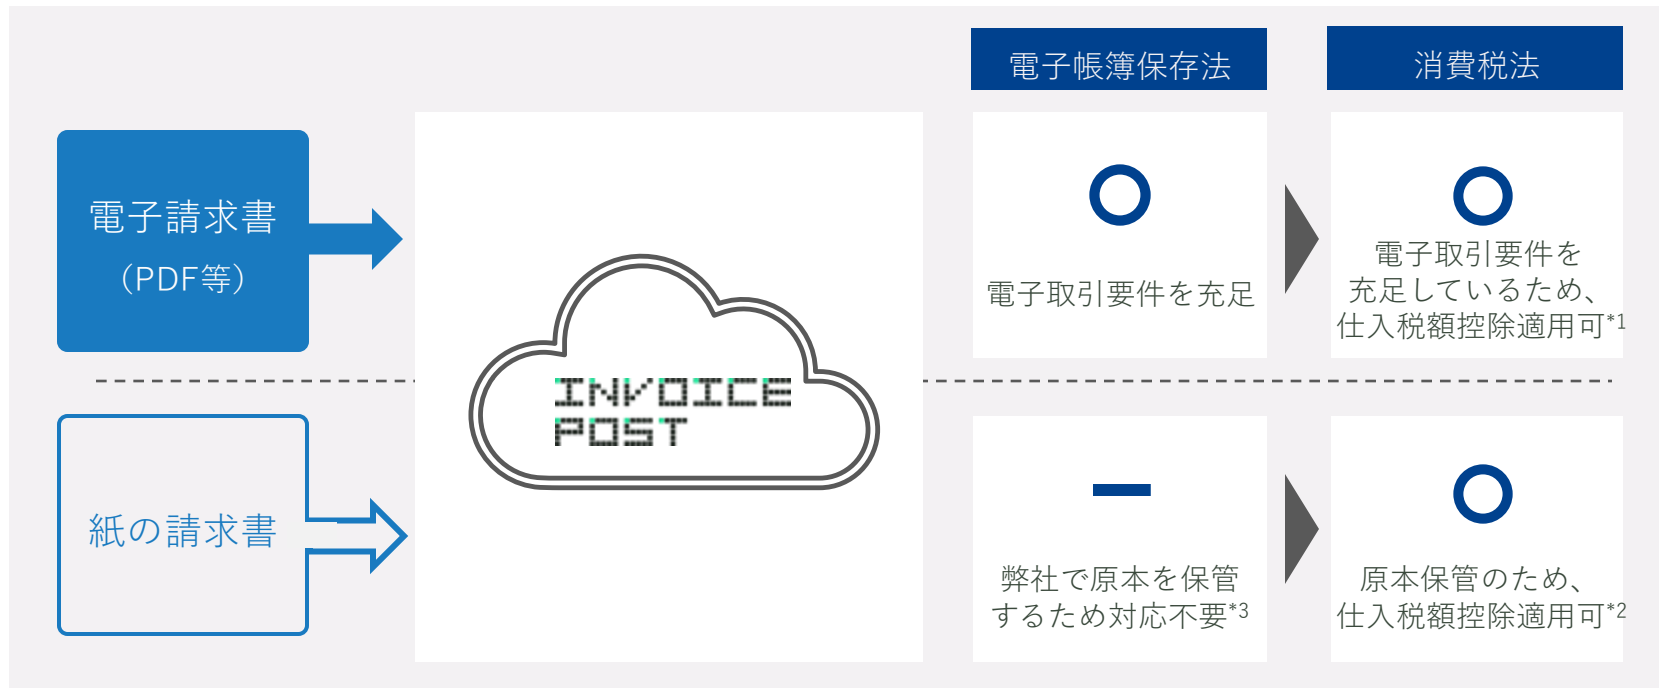 電子帳簿保存法
消費税法
電子請求書
（PDF等）
電子取引要件を充足
電子取引要件を
充足しているため、
仕入税額控除適用可*1
INVOICE
POST
紙の請求書
弊社で原本を保管
するため対応不要*3
原本保管のため、
仕入税額控除適用可*2